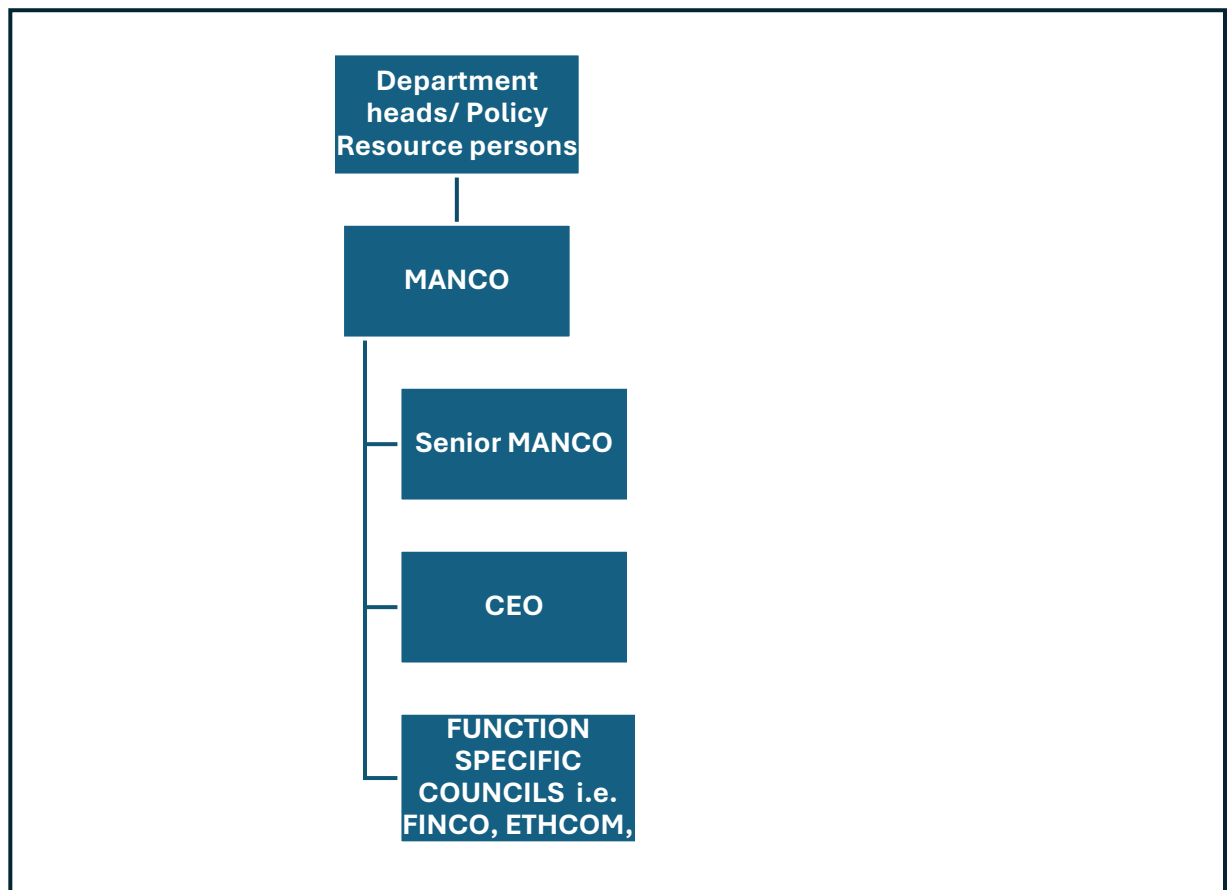 Department
heads/ Policy
Resource persons
MANCO
Senior MANCO
CEO
FUNCTION
SPECIFIC
COUNCILS i.e.
FINCO, ETHCOM,